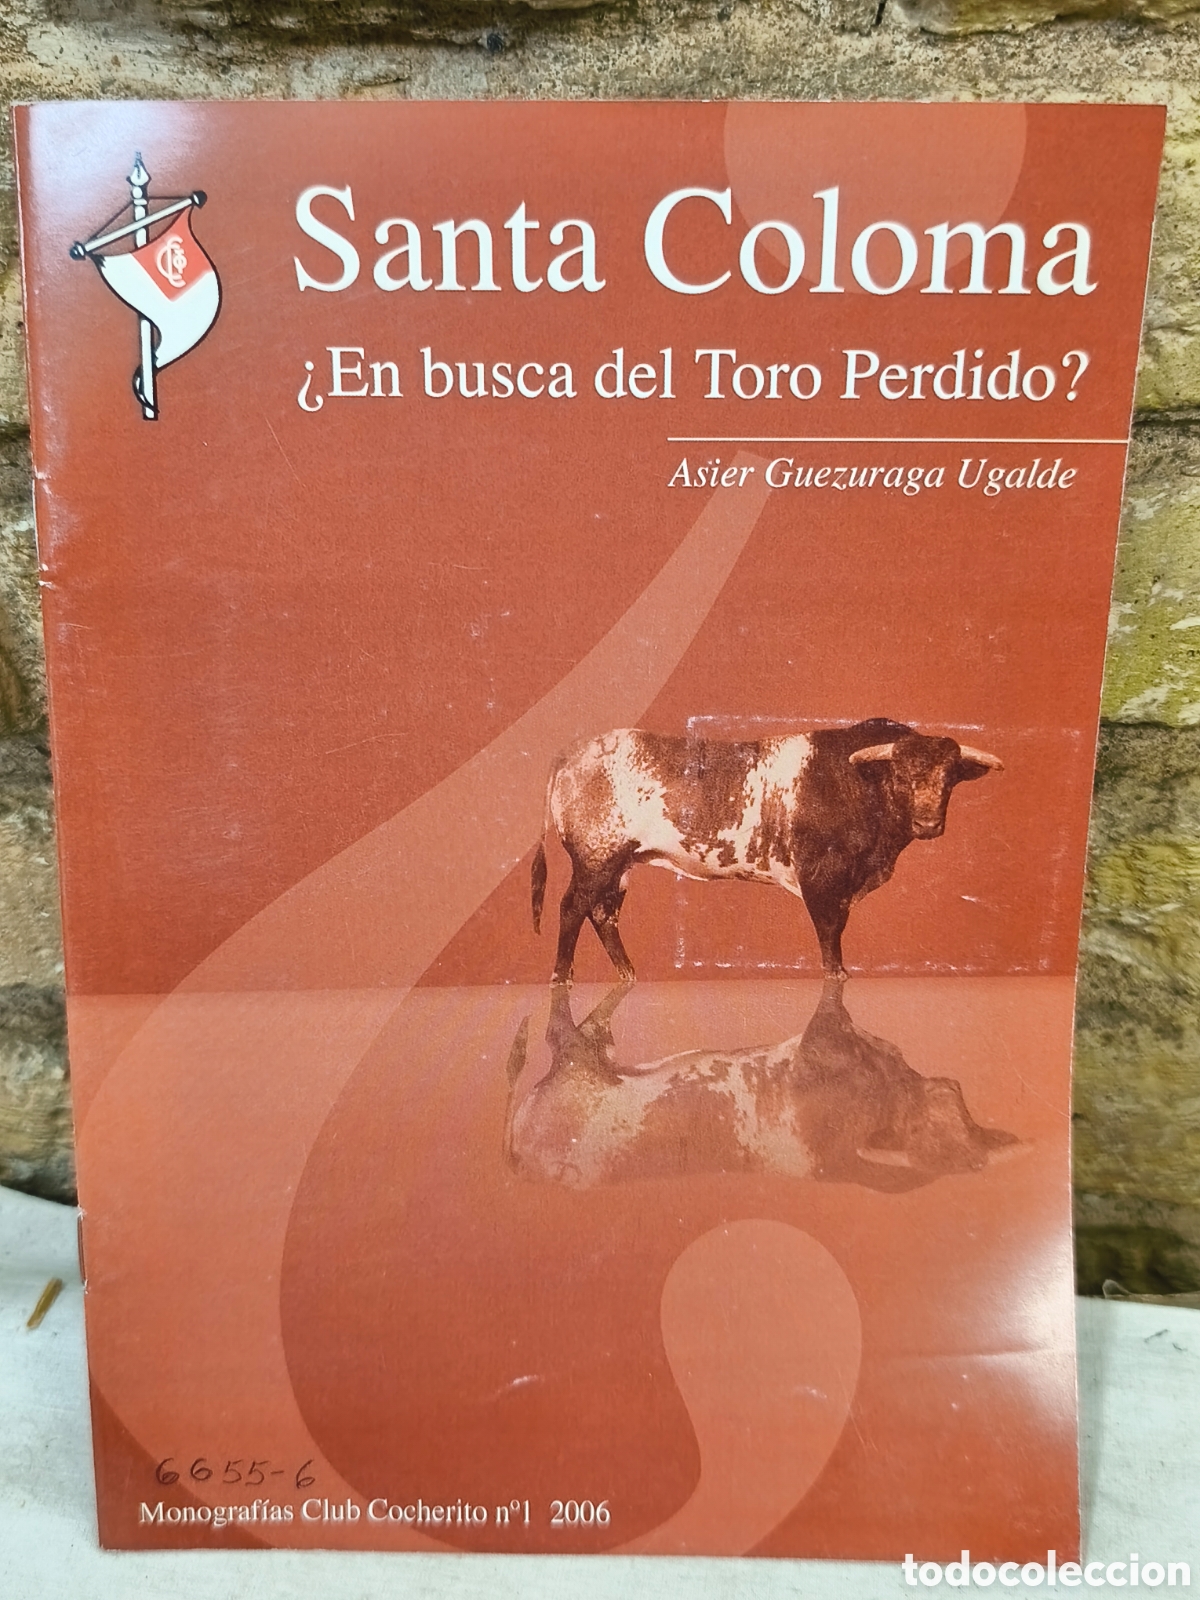 Santa Coloma
¿En busca del Toro Perdido?
Asier Guezuraga Ugalde
6655-6
Monografías Club Cocherito nº1 2006
todocoleccion